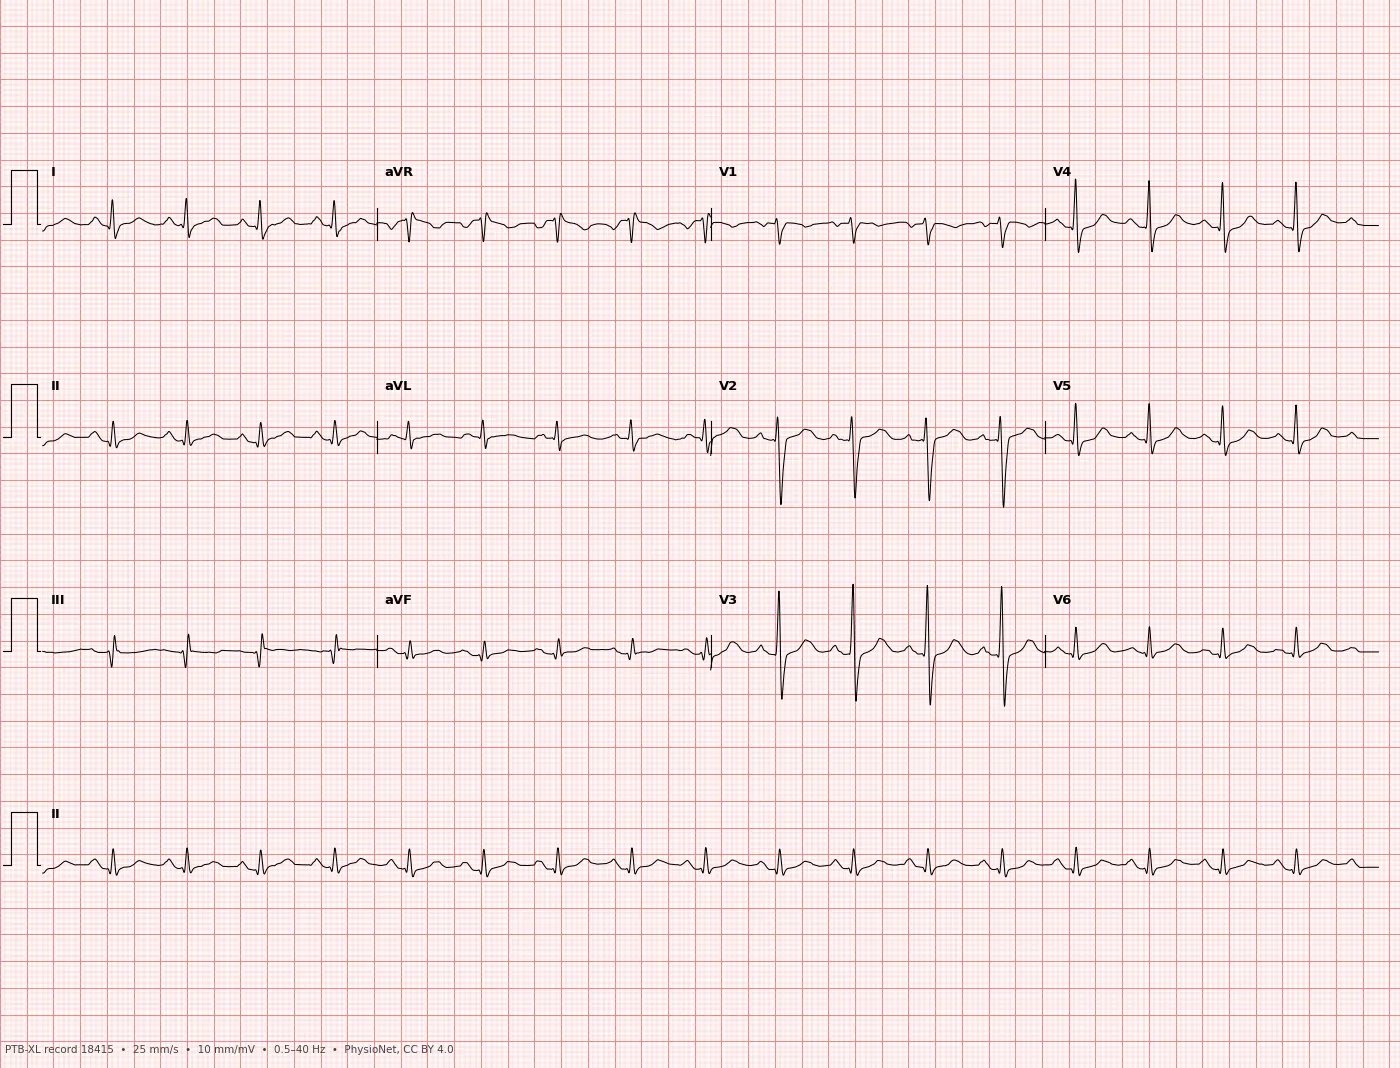 I aVR V1 V4
II aVL V2 V5
III aVF V3 V6
II
PTB-XL record 18415 • 25 mm/s • 10 mm/mV • 0.5–40 Hz • PhysioNet, CC BY 4.0